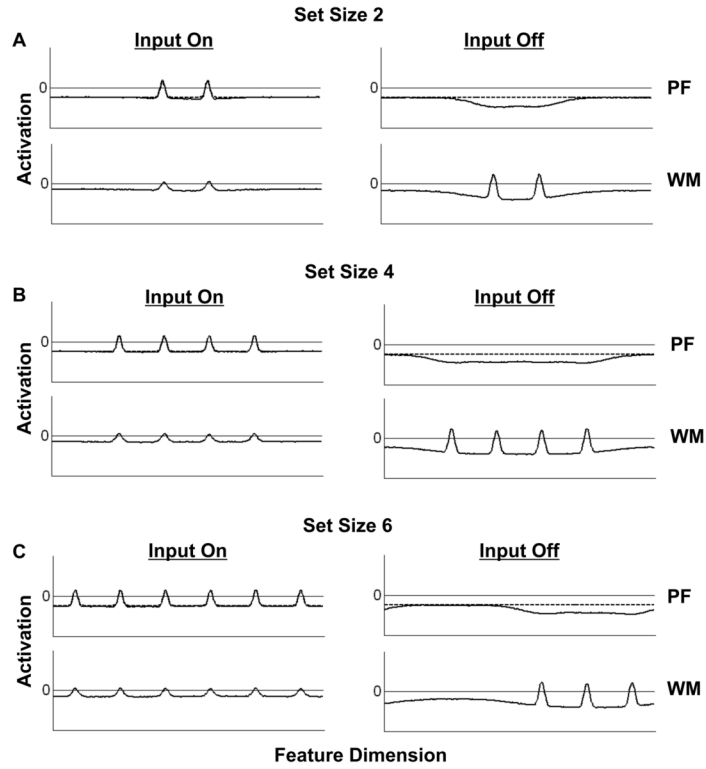 Set Size 2
A
Input On
Input Off
0
0
PF
Activation
0
0
WM
Set Size 4
B
Input On
Input Off
0
0
PF
Activation
0
0
WM
Set Size 6
C
Input On
Input Off
0
0
PF
Activation
0
0
WM
Feature Dimension